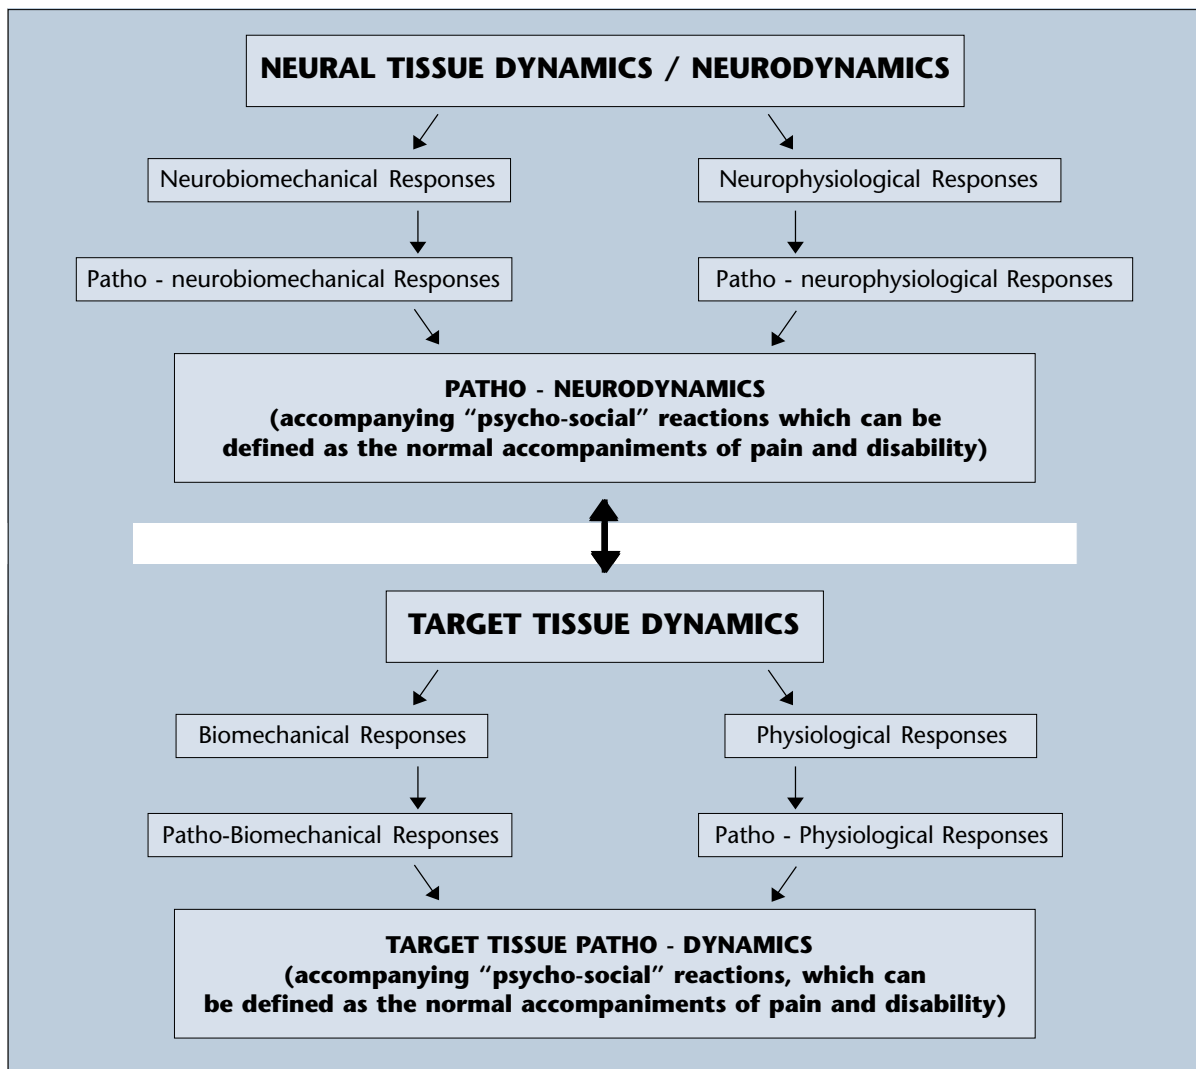 NEURAL TISSUE DYNAMICS / NEURODYNAMICS
Neurobiomechanical Responses
Neurophysiological Responses
Patho - neurobiomechanical Responses
Patho - neurophysiological Responses
PATHO - NEURODYNAMICS
(accompanying “psycho-social” reactions which can be
defined as the normal accompaniments of pain and disability)
TARGET TISSUE DYNAMICS
Biomechanical Responses
Physiological Responses
Patho-Biomechanical Responses
Patho - Physiological Responses
TARGET TISSUE PATHO - DYNAMICS
(accompanying “psycho-social” reactions, which can
be defined as the normal accompaniments of pain and disability)